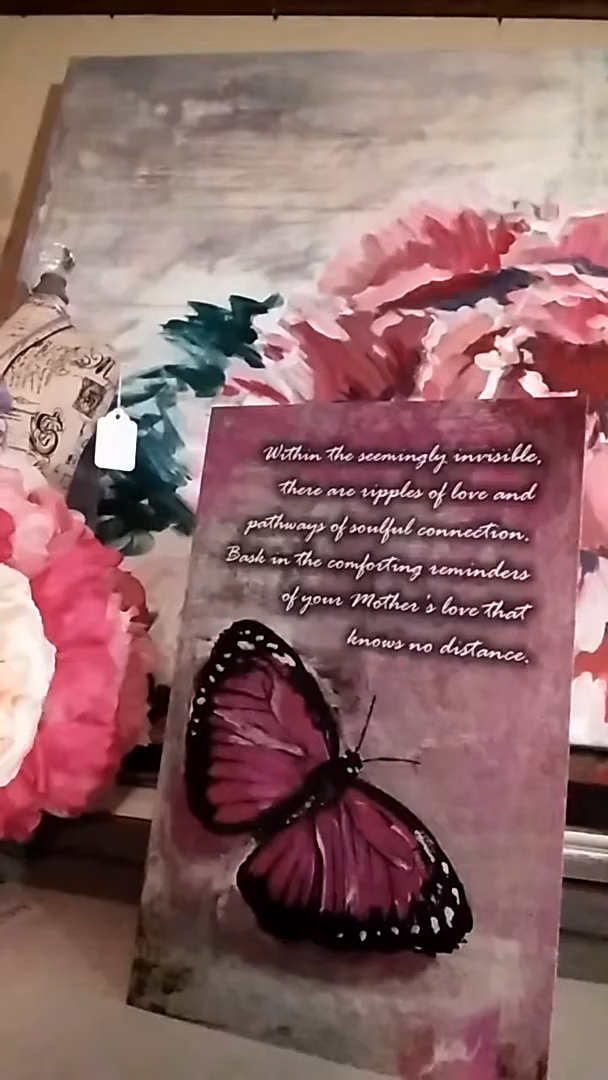 Within the seemingly invisible,
there are ripples of love and
pathways of soulful connection.
Bask in the comforting reminders
of your Mother's love that
knows no distance.